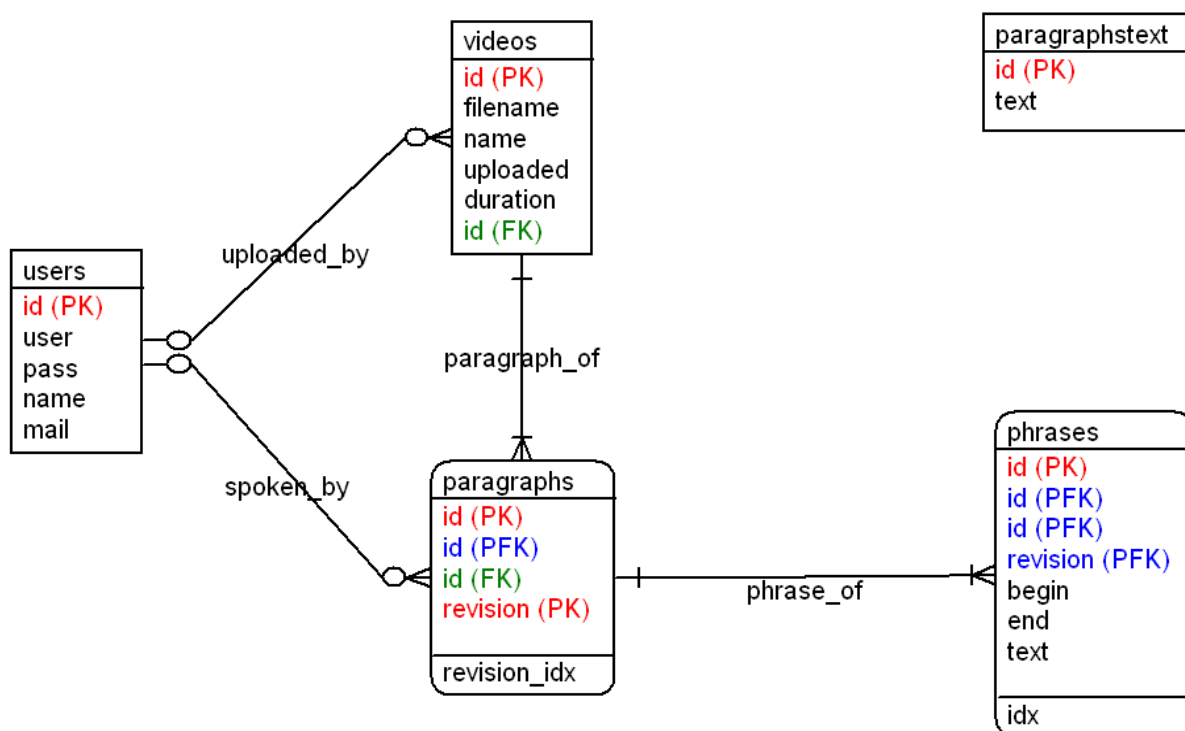 videos
id (PK)
filename
name
uploaded
duration
id (FK)
paragraphstext
id (PK)
text
uploaded_by
users
id (PK)
user
pass
name
mail
paragraph_of
spoken_by
paragraphs
id (PK)
id (PFK)
id (FK)
revision (PK)
revision_idx
phrase_of
phrases
id (PK)
id (PFK)
id (PFK)
revision (PFK)
begin
end
text
idx